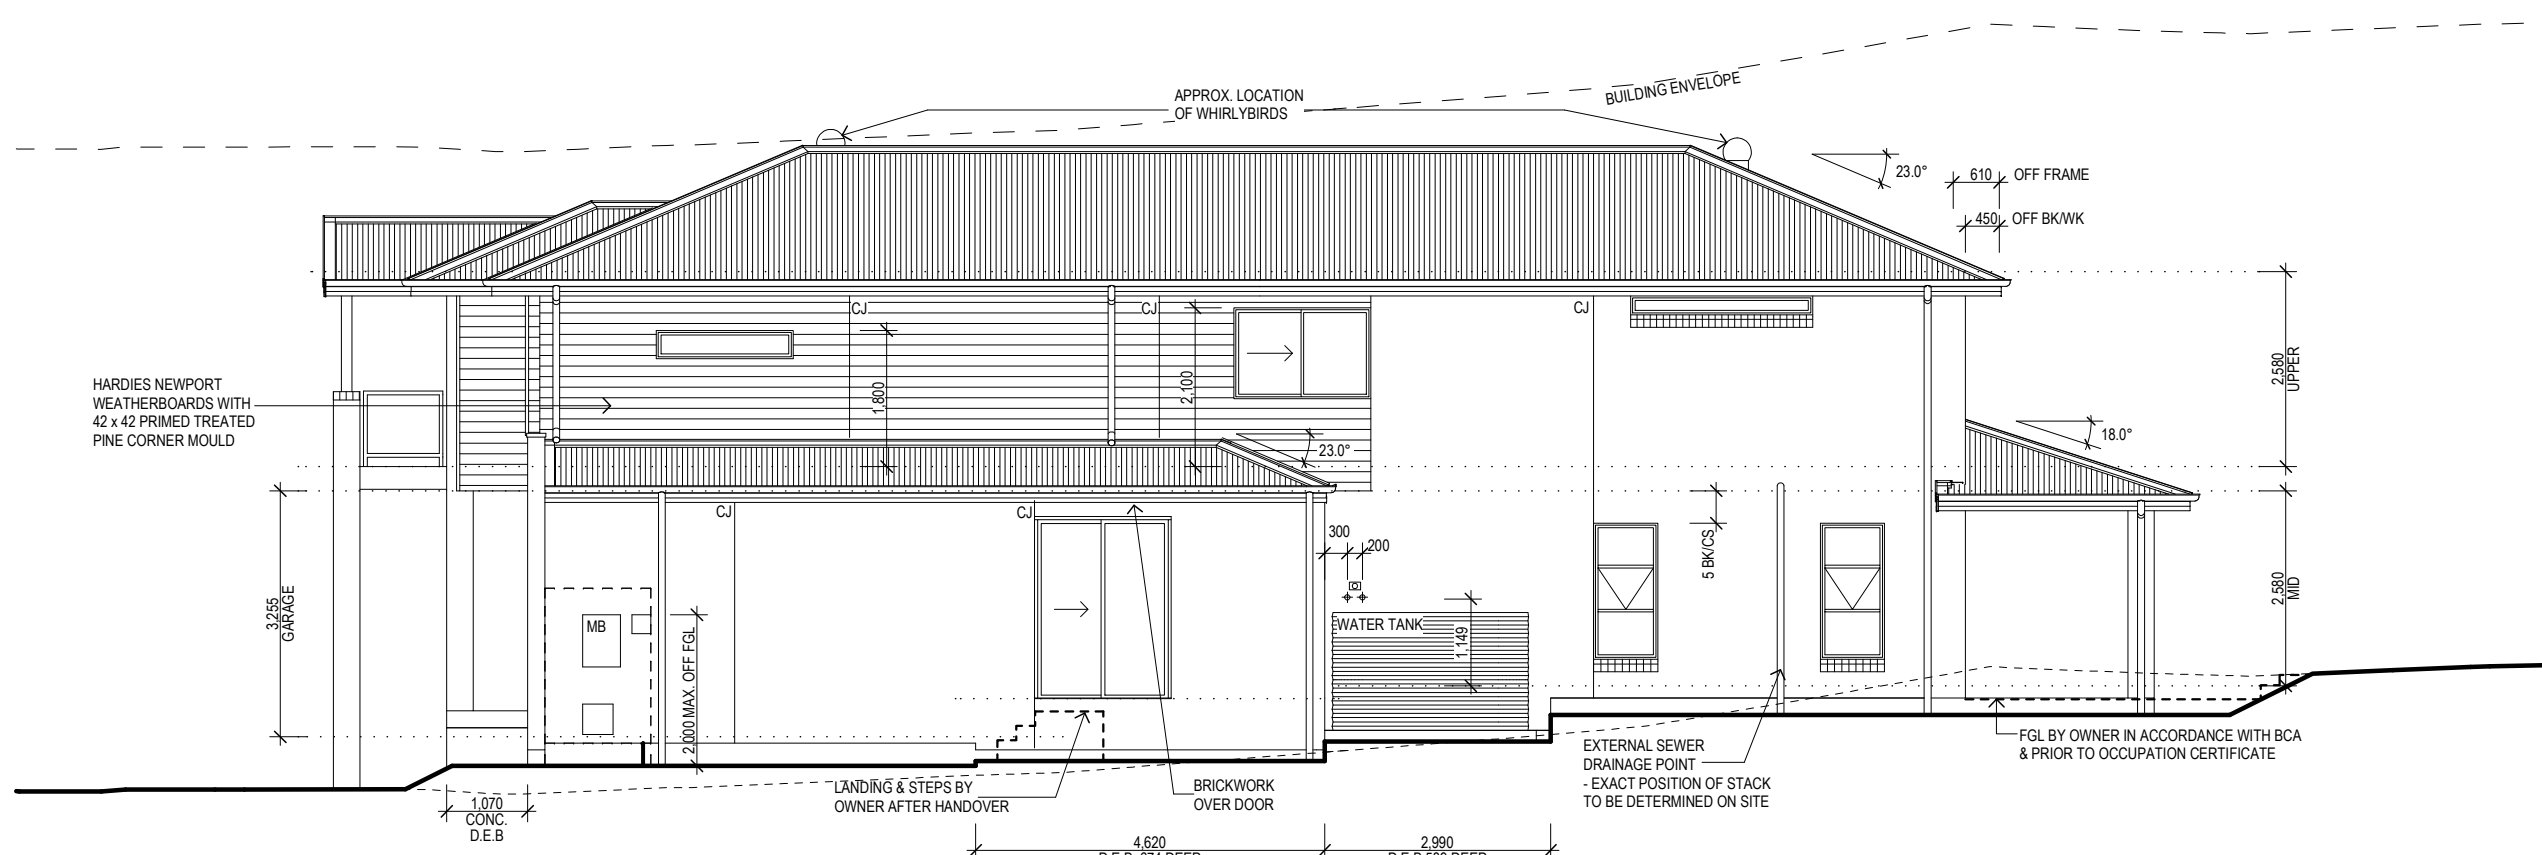 APPROX. LOCATION
OF WHIRLYBIRDS
BUILDING ENVELOPE
23.0°
610 OFF FRAME
450 OFF BK/WK
CJ
CJ
CJ
HARDIES NEWPORT
WEATHERBOARDS WITH
42 x 42 PRIMED TREATED
PINE CORNER MOULD
1,800
2,100
2,580
UPPER
23.0°
18.0°
CJ
CJ
300
200
5 BK/CS
3,255
GARAGE
2,580
MID
MB
2,000 MAX. OFF FGL
WATER TANK
1,149
EXTERNAL SEWER
DRAINAGE POINT
- EXACT POSITION OF STACK
TO BE DETERMINED ON SITE
FGL BY OWNER IN ACCORDANCE WITH BCA
& PRIOR TO OCCUPATION CERTIFICATE
LANDING & STEPS BY
OWNER AFTER HANDOVER
BRICKWORK
OVER DOOR
1,070
CONC.
D.E.B
4,620
2,990